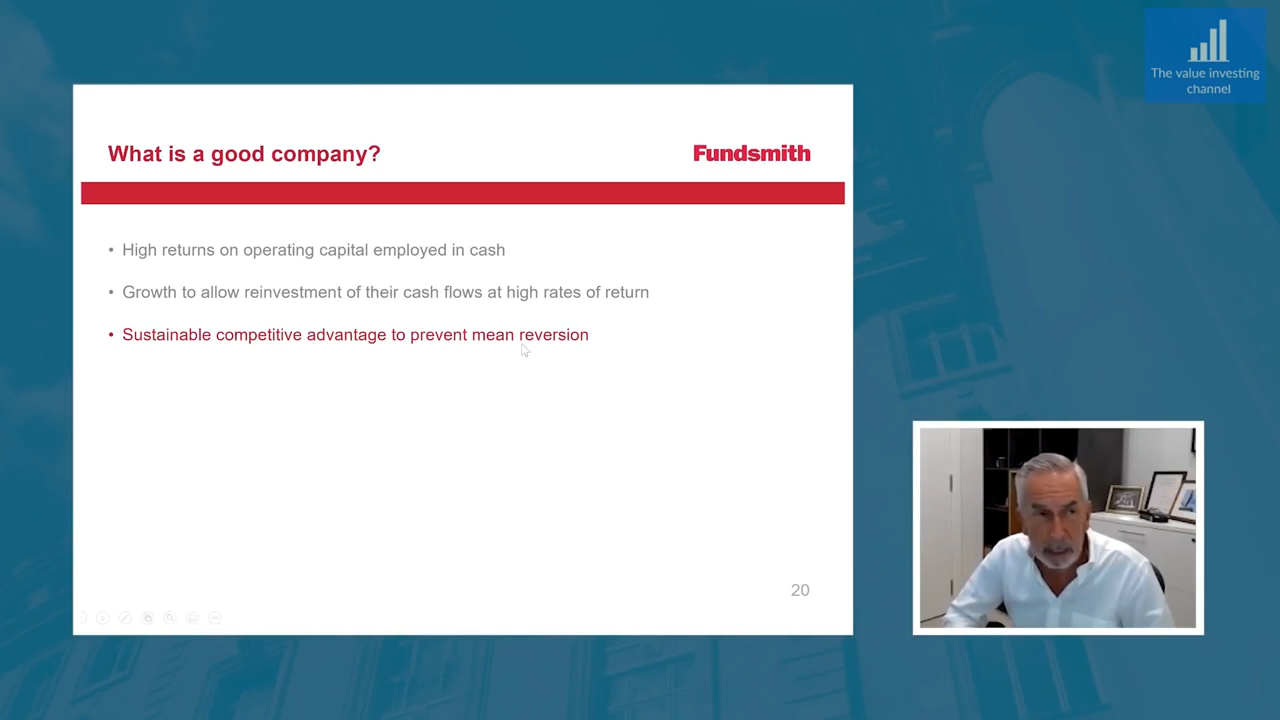 The value investing
channel
What is a good company?
Fundsmith
• High returns on operating capital employed in cash
• Growth to allow reinvestment of their cash flows at high rates of return
• Sustainable competitive advantage to prevent mean reversion
20